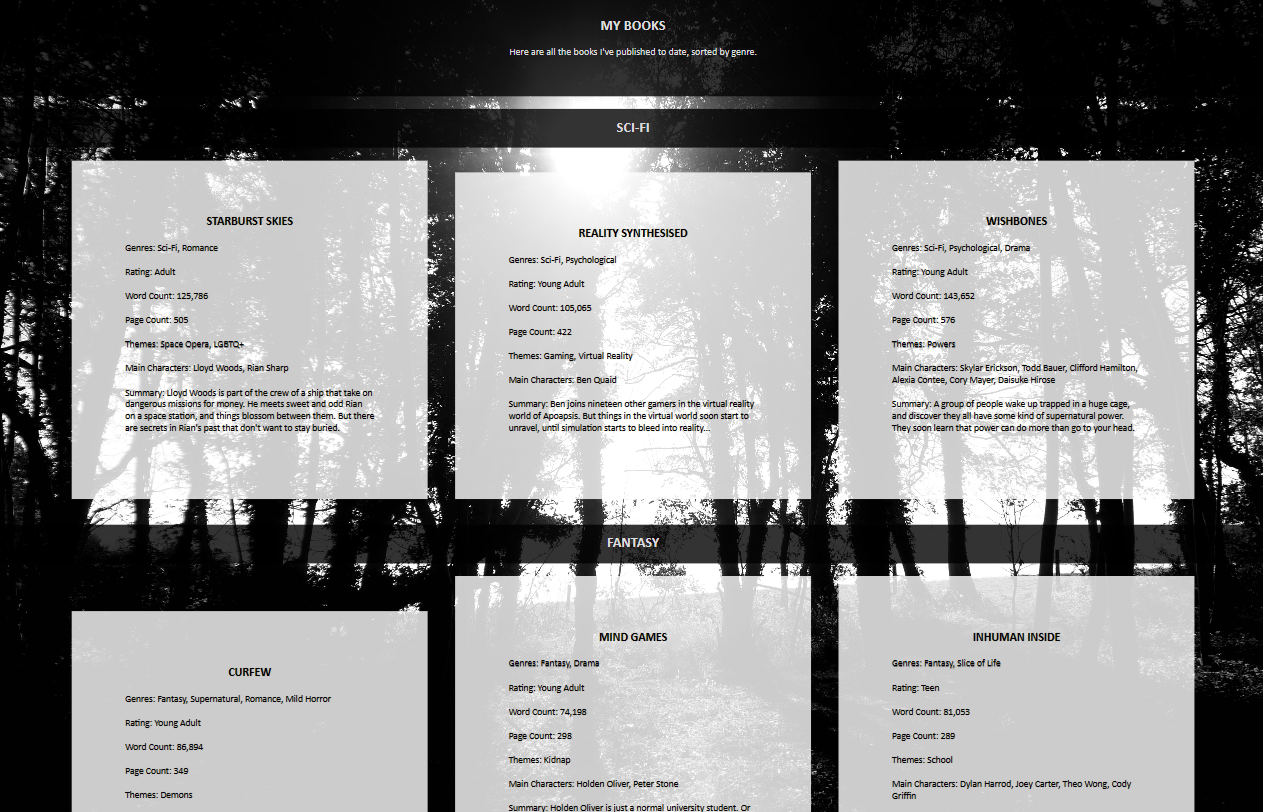 MY BOOKS
Here are all the books I've published to date, sorted by genre.
SCI-FI
STARBURST SKIES
Genres: Sci-Fi, Romance
Rating: Adult
Word Count: 125,786
Page Count: 505
Themes: Space Opera, LGBTQ+
Main Characters: Lloyd Woods, Rian Sharp
Summary: Lloyd Woods is part of the crew of a ship that take on
dangerous missions for money. He meets sweet and odd Rian
on a space station, and things blossom between them. But there
are secrets in Rian's past that don't want to stay buried.
REALITY SYNTHESISED
Genres: Sci-Fi, Psychological
Rating: Young Adult
Word Count: 105,065
Page Count: 422
Themes: Gaming, Virtual Reality
Main Characters: Ben Quaid
Summary: Ben joins nineteen other gamers in the virtual reality
world of Apoapsis. But things in the virtual world soon start to
unravel, until simulation starts to bleed into reality...
WISHBONES
Genres: Sci-Fi, Psychological, Drama
Rating: Young Adult
Word Count: 143,652
Page Count: 576
Themes: Powers
Main Characters: Skylar Erickson, Todd Bauer, Clifford Hamilton,
Alexia Contee, Cory Mayer, Daisuke Hirose
Summary: A group of people wake up trapped in a huge cage,
and discover they all have some kind of supernatural power.
They soon learn that power can do more than go to your head.
FANTASY
CURFEW
Genres: Fantasy, Supernatural, Romance, Mild Horror
Rating: Young Adult
Word Count: 86,894
Page Count: 349
Themes: Demons
MIND GAMES
Genres: Fantasy, Drama
Rating: Young Adult
Word Count: 74,198
Page Count: 298
Themes: Kidnap
Main Characters: Holden Oliver, Peter Stone
Summary: Holden Oliver is just a normal university student. Or
INHUMAN INSIDE
Genres: Fantasy, Slice of Life
Rating: Teen
Word Count: 81,053
Page Count: 289
Themes: School
Main Characters: Dylan Harrod, Joey Carter, Theo Wong, Cody
Griffin